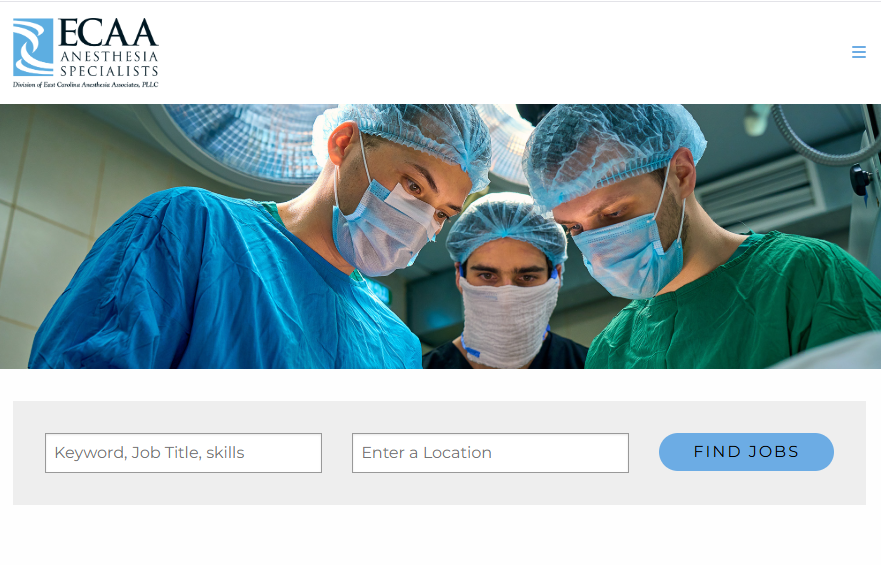 ECAA
ANESTHESIA
SPECIALISTS
Division of East Carolina Anesthesia Associates, PLLC
Keyword, Job Title, skills
Enter a Location
FIND JOBS